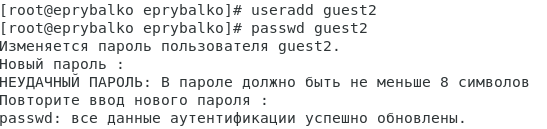 [root@eprybalko eprybalko]# useradd guest2
[root@eprybalko eprybalko]# passwd guest2
Изменяется пароль пользователя guest2.
Новый пароль :
НЕУДАЧНЫЙ ПАРОЛЬ: В пароле должно быть не меньше 8 символов
Повторите ввод нового пароля :
passwd: все данные аутентификации успешно обновлены.